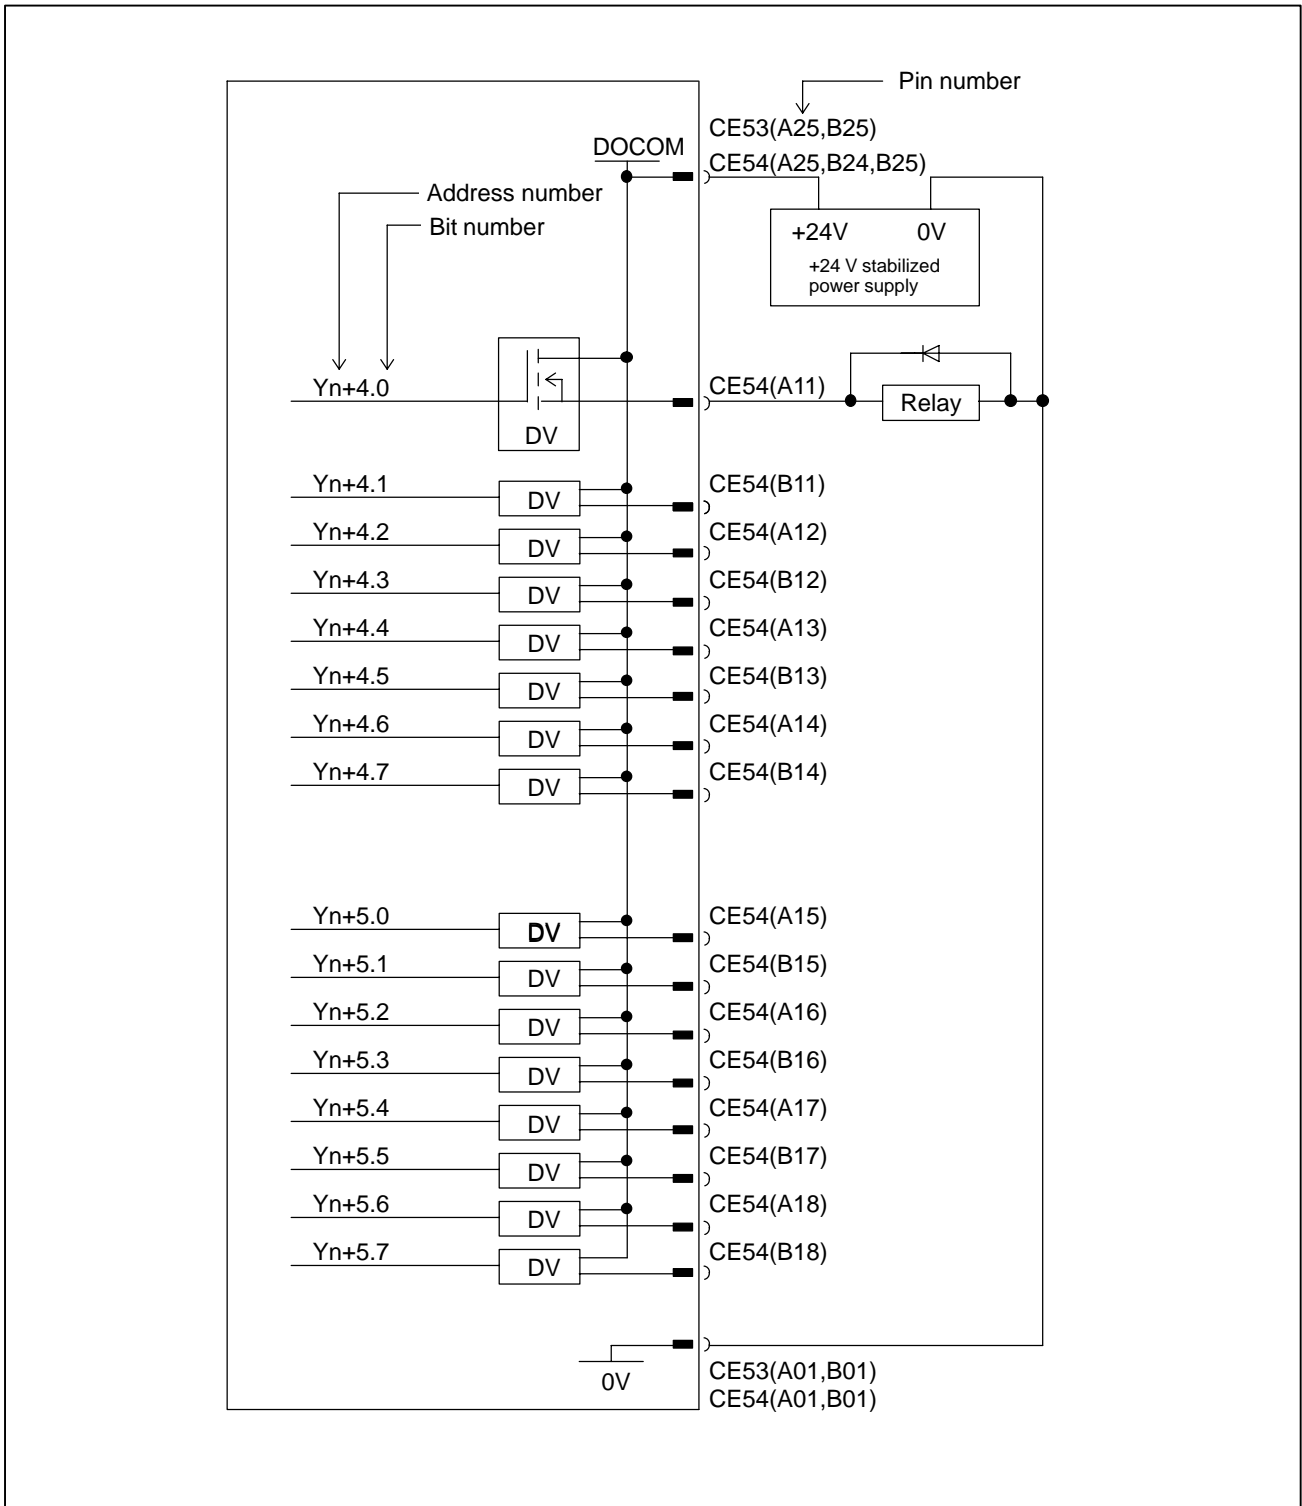 Pin number
CE53(A25,B25)
DOCOM
CE54(A25,B24,B25)
Address number
Bit number
+24V 0V
+24 V stabilized
power supply
Yn+4.0
DV
CE54(A11)
Relay
Yn+4.1 DV CE54(B11)
Yn+4.2 DV CE54(A12)
Yn+4.3 DV CE54(B12)
Yn+4.4 DV CE54(A13)
Yn+4.5 DV CE54(B13)
Yn+4.6 DV CE54(A14)
Yn+4.7 DV CE54(B14)
Yn+5.0 DV CE54(A15)
Yn+5.1 DV CE54(B15)
Yn+5.2 DV CE54(A16)
Yn+5.3 DV CE54(B16)
Yn+5.4 DV CE54(A17)
Yn+5.5 DV CE54(B17)
Yn+5.6 DV CE54(A18)
Yn+5.7 DV CE54(B18)
0V
CE53(A01,B01)
CE54(A01,B01)